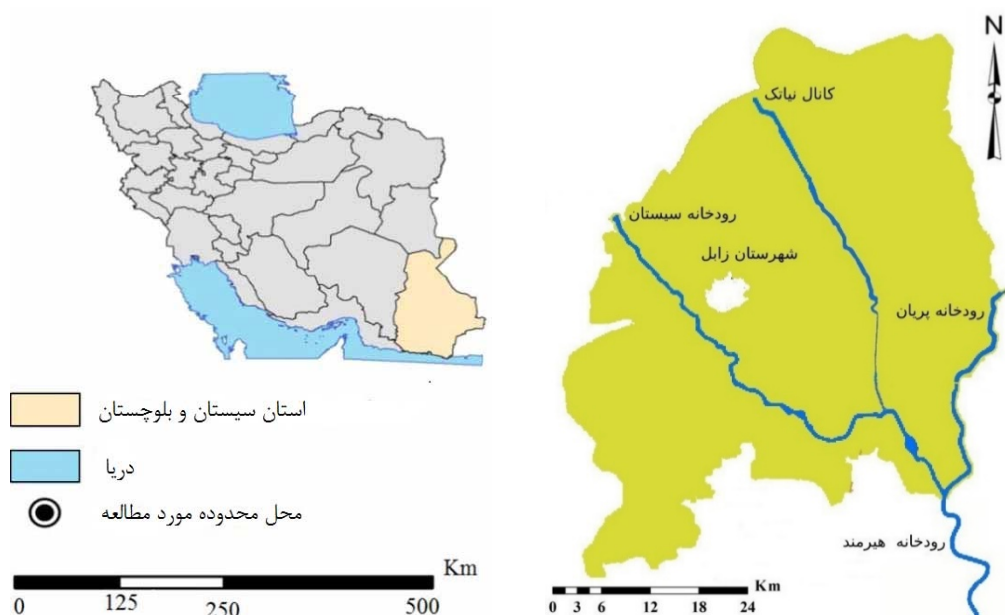 استان سیستان و بلوچستان
دریا
محل محدوده مورد مطالعه
Km
0 125 250 500
N
کانال نیاتک
رودخانه سیستان
شهرستان زابل
رودخانه پریان
رودخانه هیرمند
Km
0 3 6 12 18 24